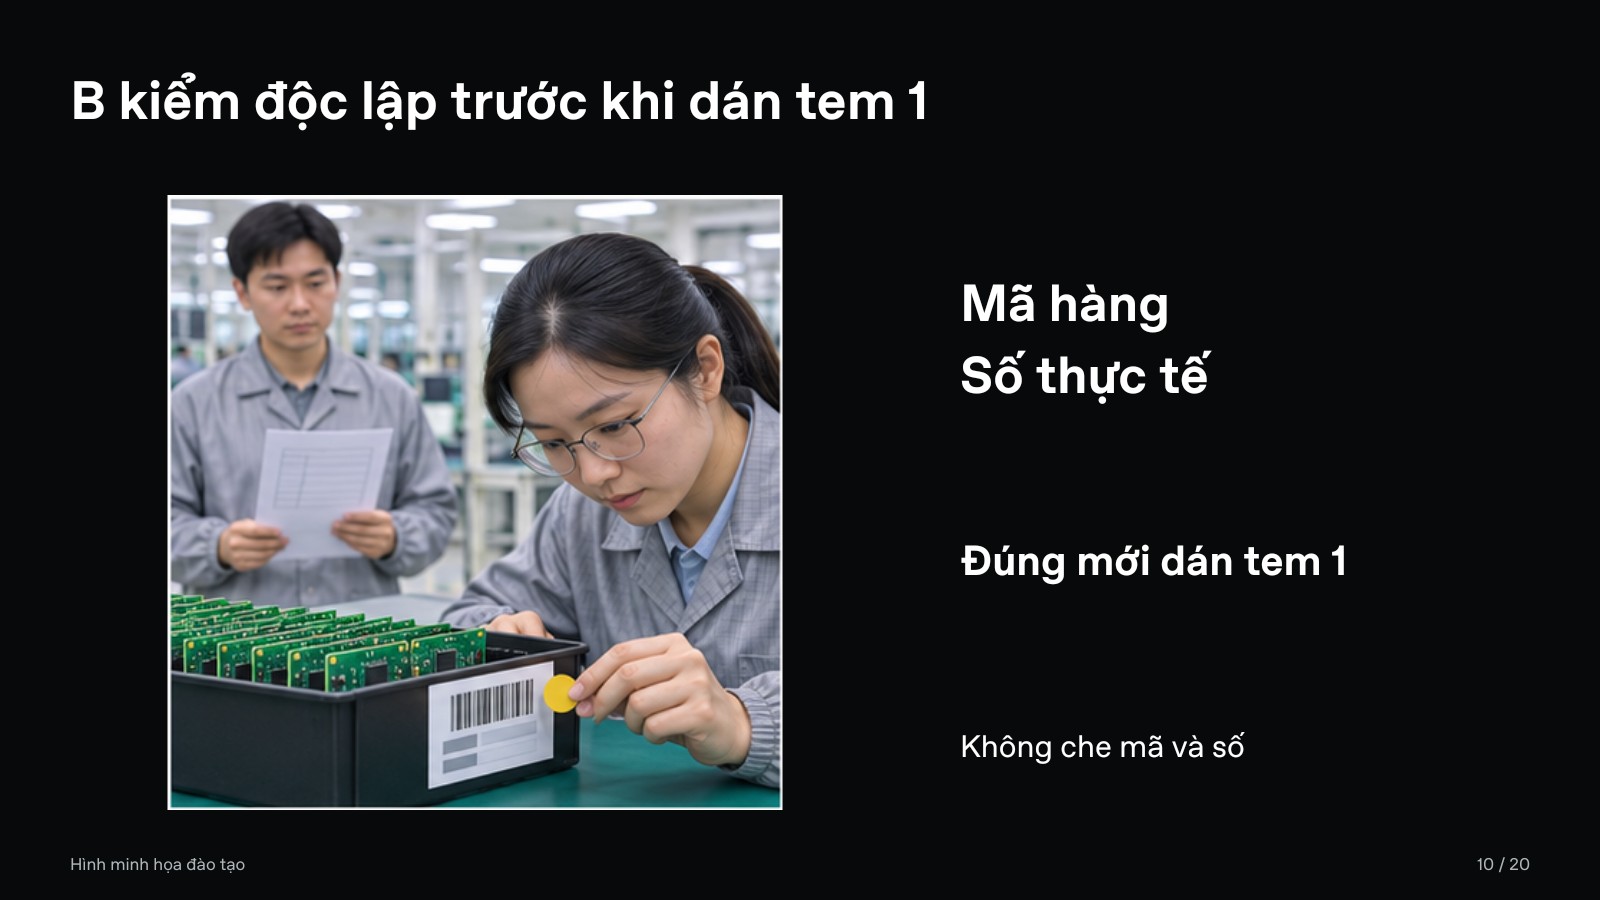 B kiểm độc lập trước khi dán tem 1
Mã hàng
Số thực tế
Đúng mới dán tem 1
Không che mã và số
Hình minh họa đào tạo
10 / 20